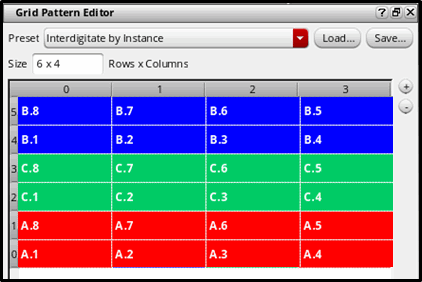 Grid Pattern Editor
Preset Interdigitate by Instance Load... Save...
Size 6 x 4 Rows x Columns
0 1 2 3
5 B.8 B.7 B.6 B.5
4 B.1 B.2 B.3 B.4
3 C.8 C.7 C.6 C.5
2 C.1 C.2 C.3 C.4
1 A.8 A.7 A.6 A.5
0 A.1 A.2 A.3 A.4